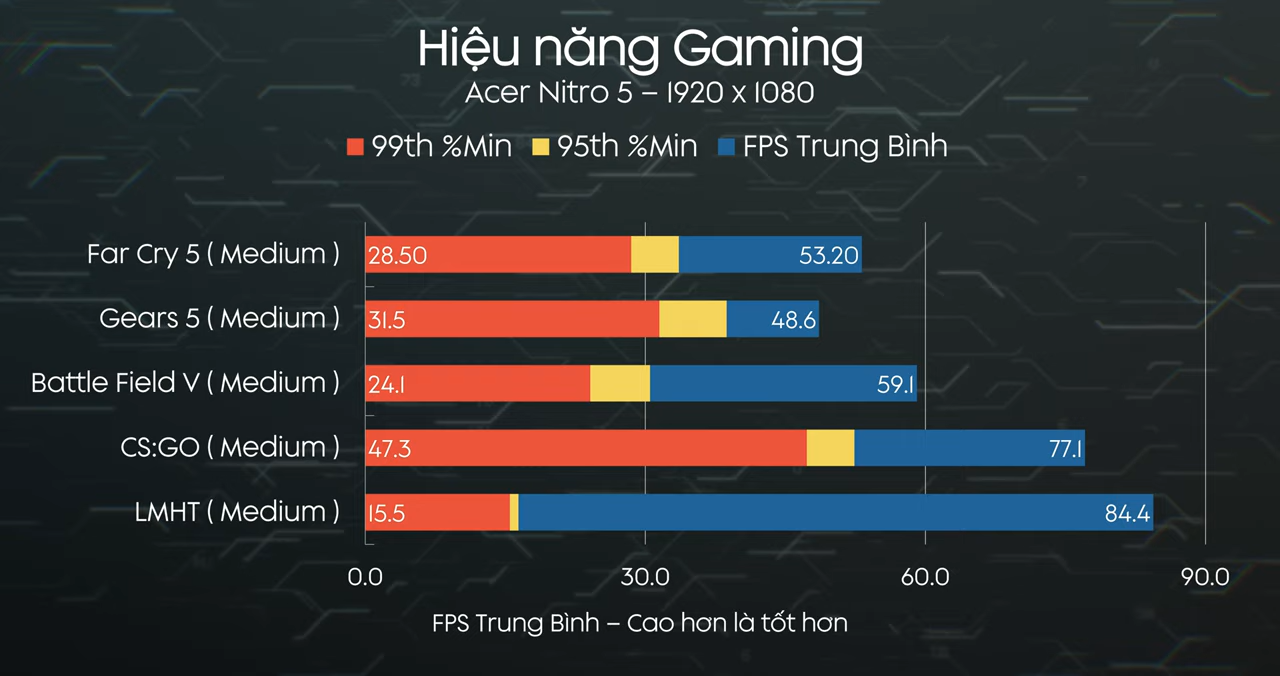 Hiệu năng Gaming
Acer Nitro 5 – 1920 x 1080
99th %Min 95th %Min FPS Trung Bình
Far Cry 5 ( Medium ) 28.50 53.20
Gears 5 ( Medium ) 31.5 48.6
Battle Field V ( Medium ) 24.1 59.1
CS:GO ( Medium ) 47.3 77.1
LMHT ( Medium ) 15.5 84.4
0.0 30.0 60.0 90.0
FPS Trung Bình – Cao hơn là tốt hơn